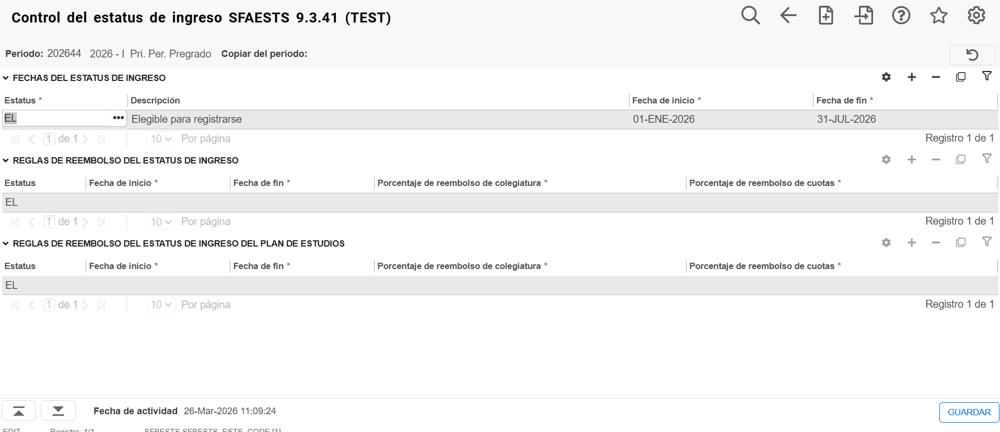 Control del estatus de ingreso SFAESTS 9.3.41 (TEST)
Periodo: 202644 2026 - I Pri. Per. Pregrado Copiar del periodo:
FECHAS DEL ESTATUS DE INGRESO
Estatus * Descripción Fecha de inicio * Fecha de fin *
EL ••• Elegible para registrarse 01-ENE-2026 31-JUL-2026
1 de 1 10 Por página Registro 1 de 1
REGLAS DE REEMBOLSO DEL ESTATUS DE INGRESO
Estatus Fecha de inicio * Fecha de fin * Porcentaje de reembolso de colegiatura * Porcentaje de reembolso de cuotas *
EL
1 de 1 10 Por página Registro 1 de 1
REGLAS DE REEMBOLSO DEL ESTATUS DE INGRESO DEL PLAN DE ESTUDIOS
Estatus Fecha de inicio * Fecha de fin * Porcentaje de reembolso de colegiatura * Porcentaje de reembolso de cuotas *
EL
1 de 1 10 Por página Registro 1 de 1
Fecha de actividad 26-Mar-2026 11:09:24
GUARDAR
EDIT Registro: 1/1 SFBESTS.SFBESTS_ESTS_CODE [1]